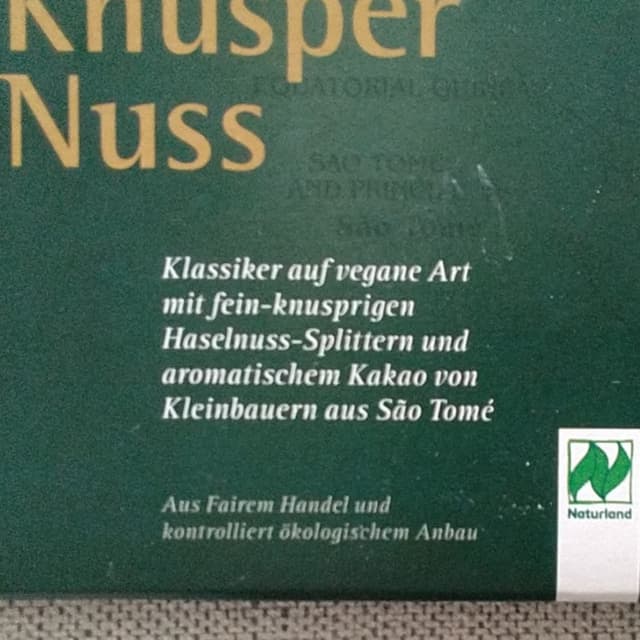 Knusper
Nuss
EQUATORIAL GUINEA
SAO TOME
AND PRINCIPE
São Tomé
Klassiker auf vegane Art
mit fein-knusprigen
Haselnuss-Splittern und
aromatischem Kakao von
Kleinbauern aus São Tomé
Aus Fairem Handel und
kontrolliert ökologischem Anbau
Naturland